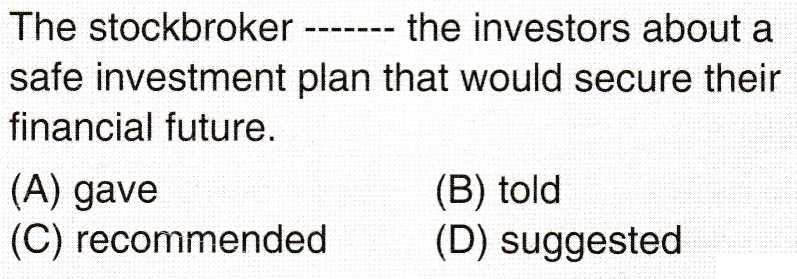 The stockbroker ------- the investors about a
safe investment plan that would secure their
financial future.
(A) gave (B) told
(C) recommended (D) suggested